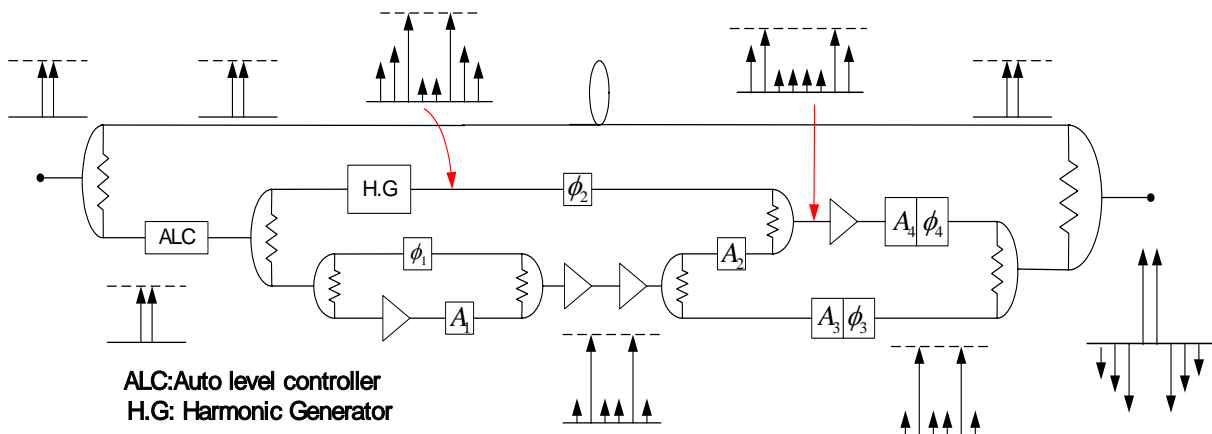 H.G
ϕ₂
ALC
ϕ₁
A₁
A₂
A₄ ϕ₄
A₃ ϕ₃
ALC:Auto level controller
H.G: Harmonic Generator